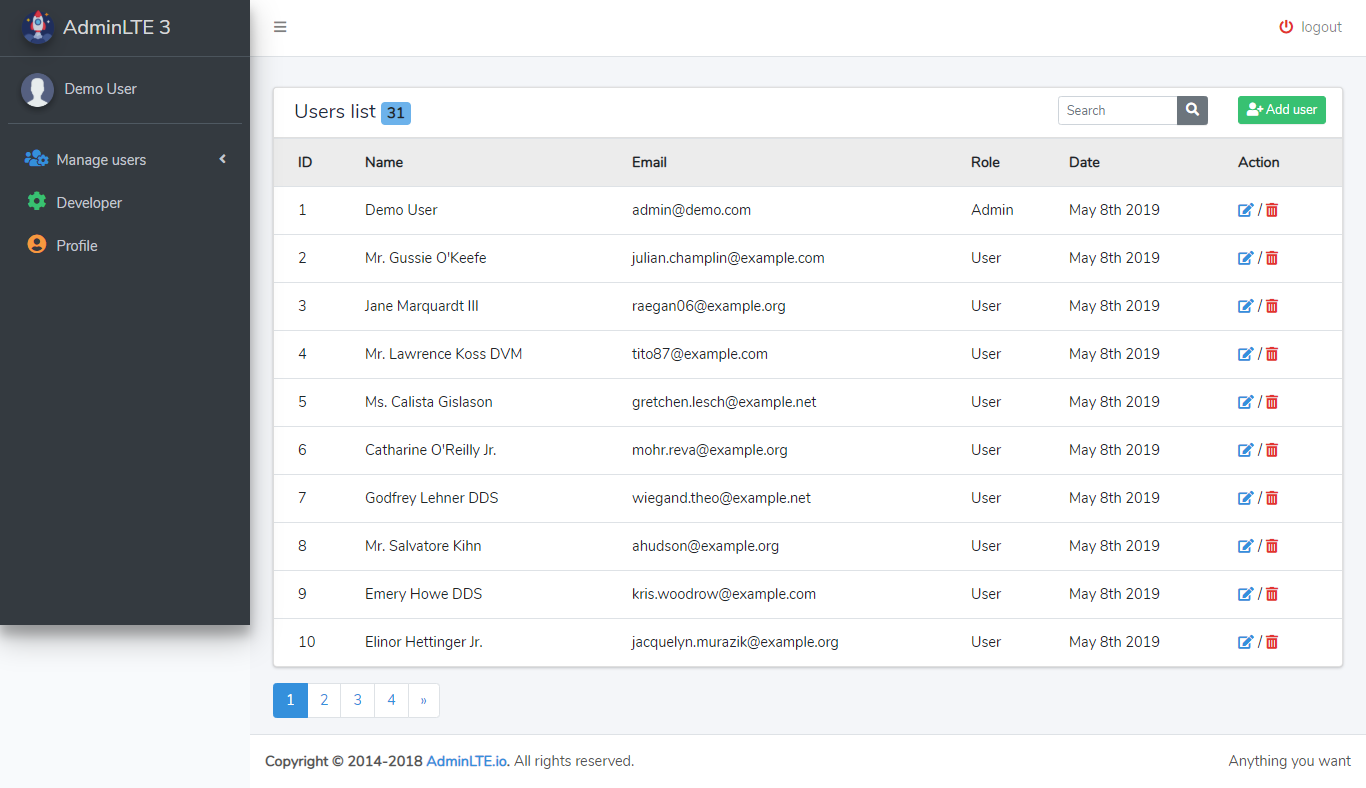 AdminLTE 3
logout
Demo User
Manage users
Developer
Profile
Users list 31
Search
Add user
ID Name Email Role Date Action
1 Demo User admin@demo.com Admin May 8th 2019 /
2 Mr. Gussie O'Keefe julian.champlin@example.com User May 8th 2019 /
3 Jane Marquardt III raegan06@example.org User May 8th 2019 /
4 Mr. Lawrence Koss DVM tito87@example.com User May 8th 2019 /
5 Ms. Calista Gislason gretchen.lesch@example.net User May 8th 2019 /
6 Catharine O'Reilly Jr. mohr.reva@example.org User May 8th 2019 /
7 Godfrey Lehner DDS wiegand.theo@example.net User May 8th 2019 /
8 Mr. Salvatore Kihn ahudson@example.org User May 8th 2019 /
9 Emery Howe DDS kris.woodrow@example.com User May 8th 2019 /
10 Elinor Hettinger Jr. jacquelyn.murazik@example.org User May 8th 2019 /
1 2 3 4 »
Copyright © 2014-2018 AdminLTE.io. All rights reserved.
Anything you want